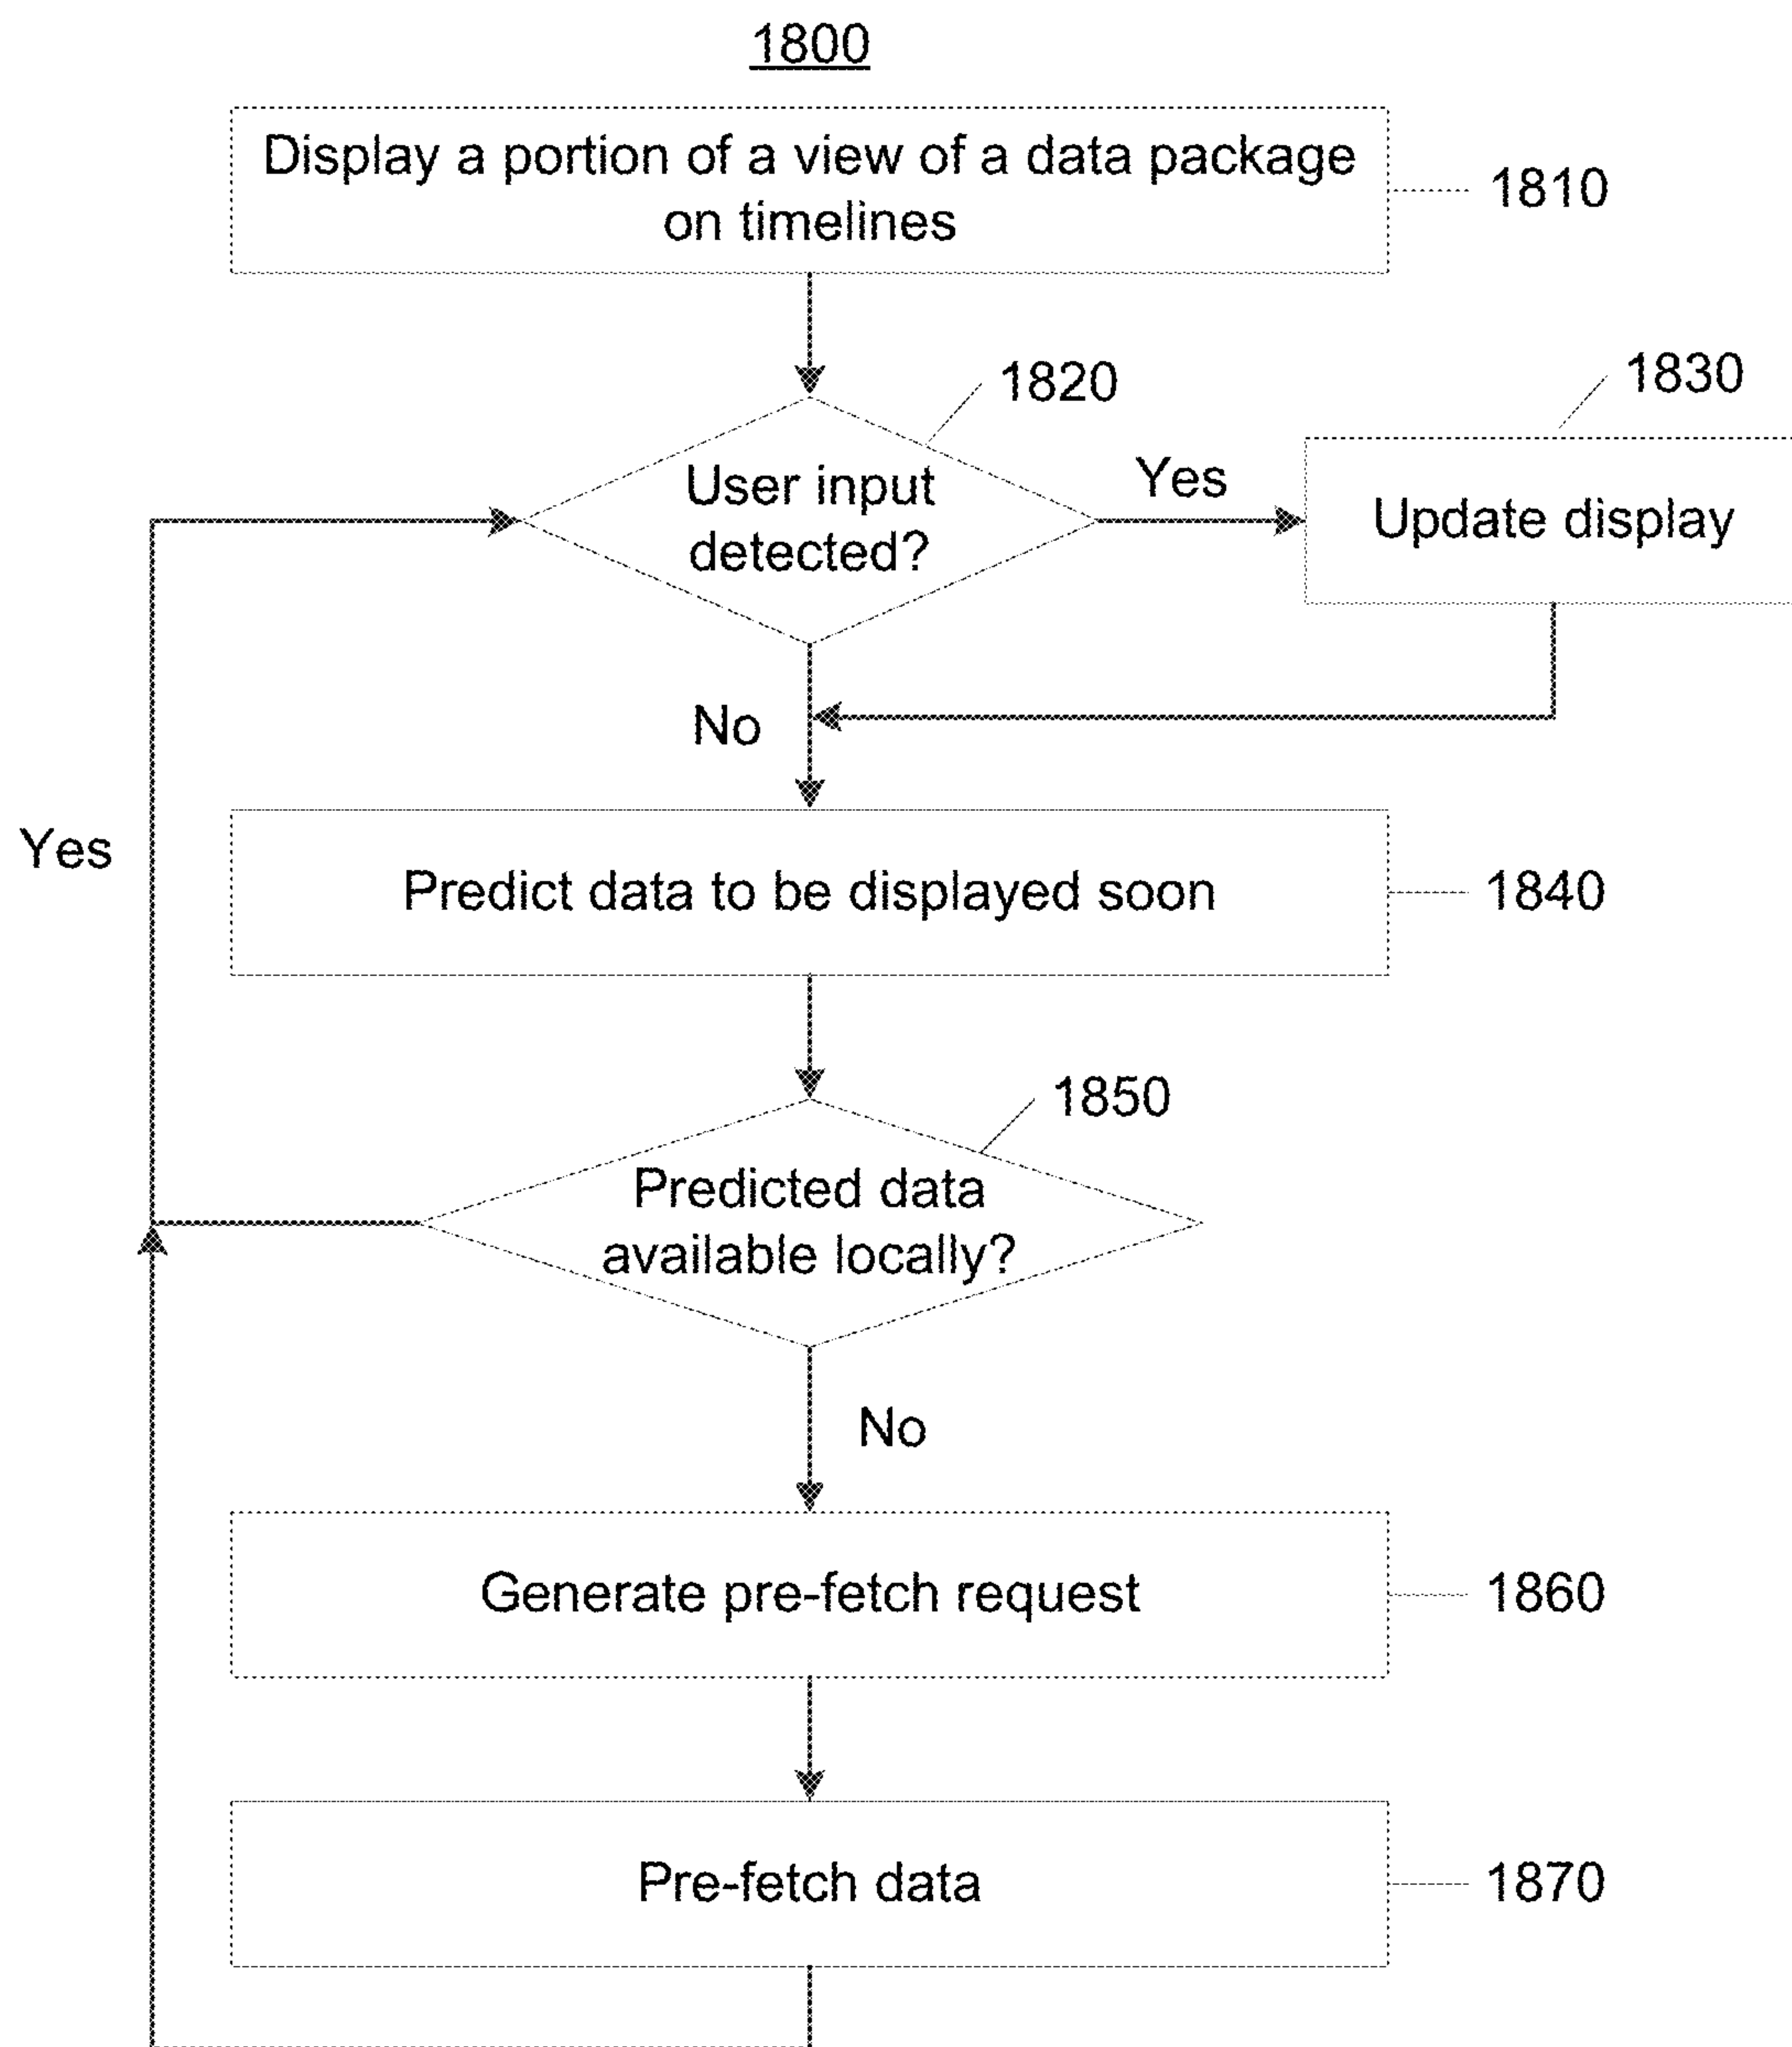 1800
Display a portion of a view of a data package
on timelines
1810
1820
1830
User input
detected?
Yes
Update display
No
Yes
Predict data to be displayed soon
1840
1850
Predicted data
available locally?
No
Generate pre-fetch request
1860
Pre-fetch data
1870